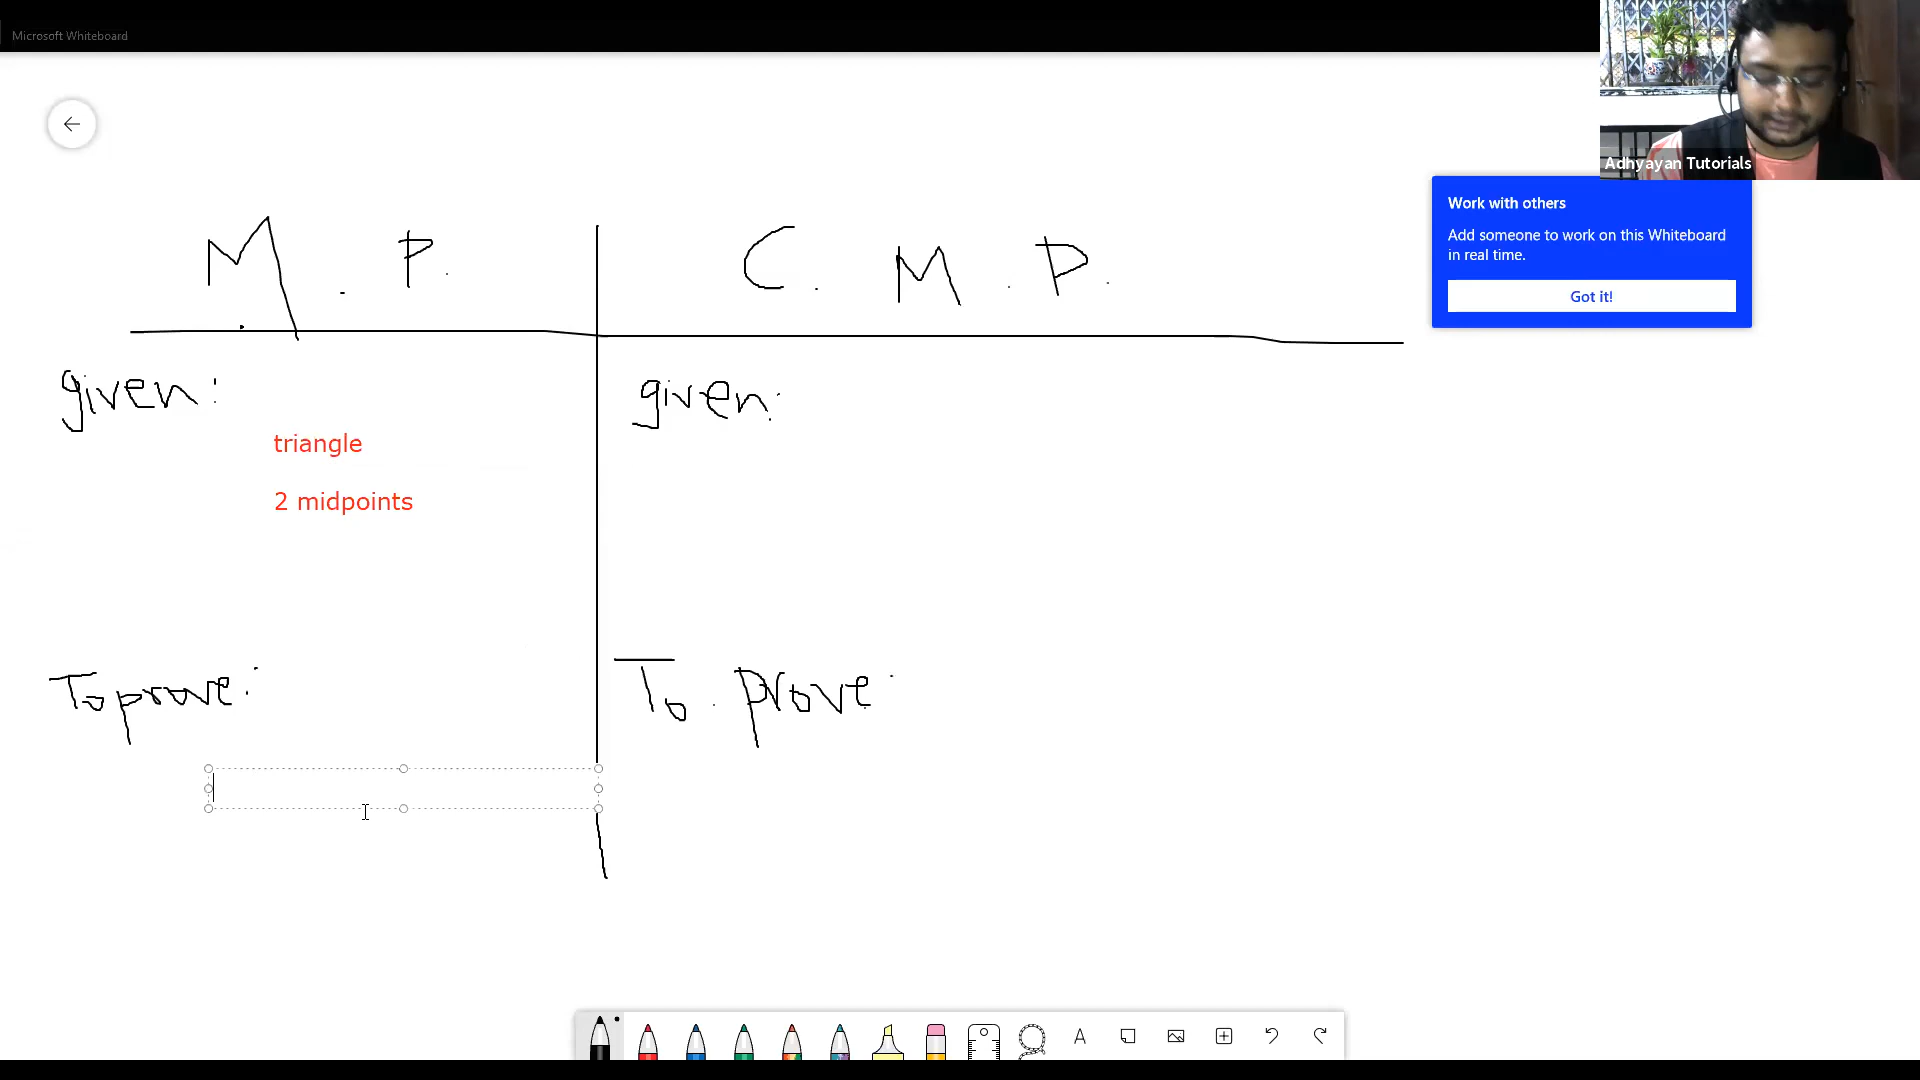 Microsoft Whiteboard
Adhyayan Tutorials
Work with others
Add someone to work on this Whiteboard
in real time.
Got it!
M. P.
C. M. P.
given:
given:
triangle
2 midpoints
To prove:
To. prove:
A